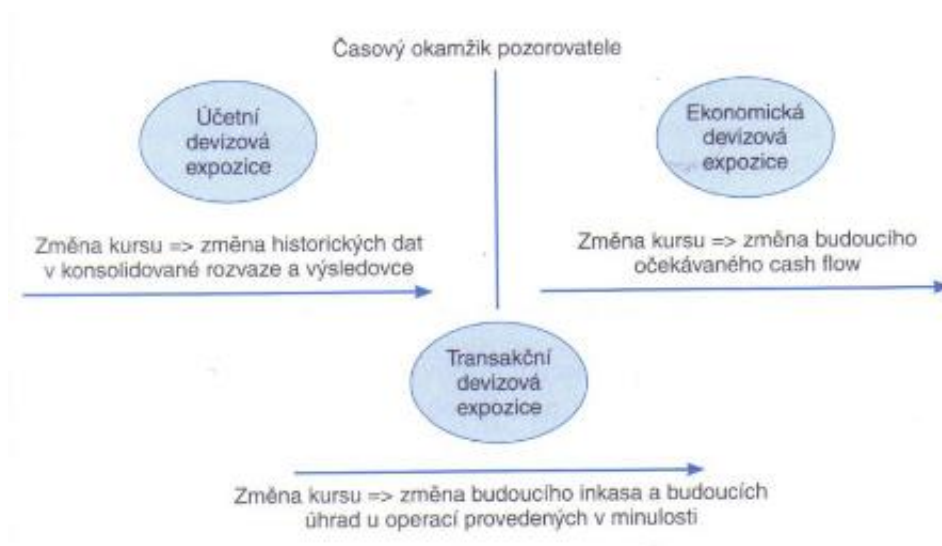 Časový okamžik pozorovatele
Účetní
devizová
expozice
Ekonomická
devizová
expozice
Změna kursu => změna historických dat
v konsolidované rozvaze a výsledovce
Změna kursu => změna budoucího
očekávaného cash flow
Transakční
devizová
expozice
Změna kursu => změna budoucího inkasa a budoucích
úhrad u operací provedených v minulosti